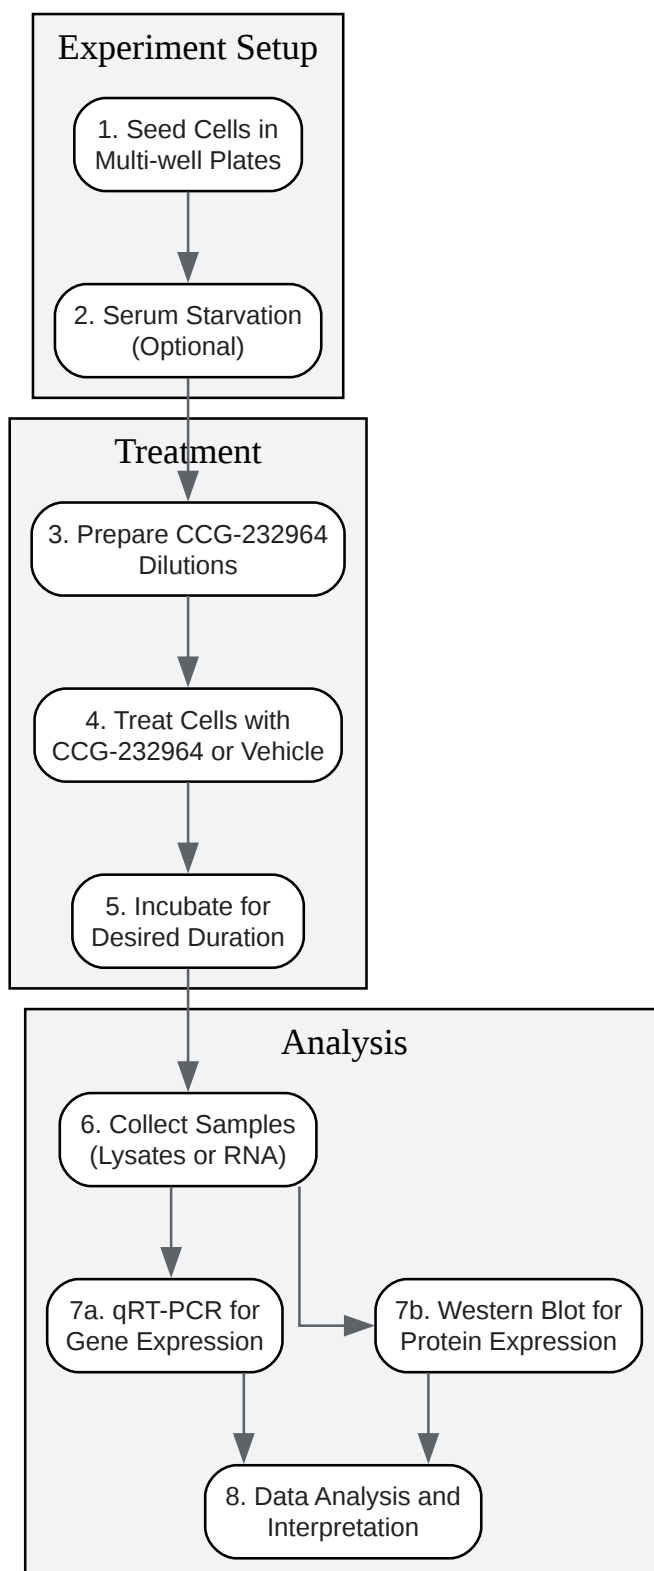 Experiment Setup
1. Seed Cells in
Multi-well Plates
2. Serum Starvation
(Optional)
Treatment
3. Prepare CCG-232964
Dilutions
4. Treat Cells with
CCG-232964 or Vehicle
5. Incubate for
Desired Duration
Analysis
6. Collect Samples
(Lysates or RNA)
7a. qRT-PCR for
Gene Expression
7b. Western Blot for
Protein Expression
8. Data Analysis and
Interpretation